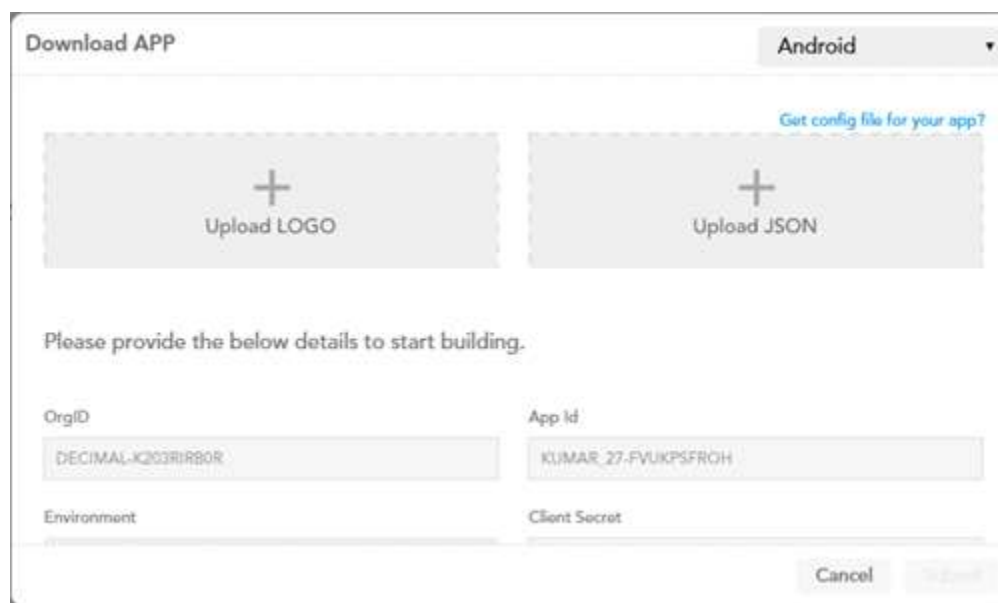 Download APP
Android
Get config file for your app?
Upload LOGO
Upload JSON
Please provide the below details to start building.
OrgID
App Id
DECIMAL-K203RIRB0R
KUMAR_27-FVUKPSFROH
Environment
Client Secret
Cancel
Submit